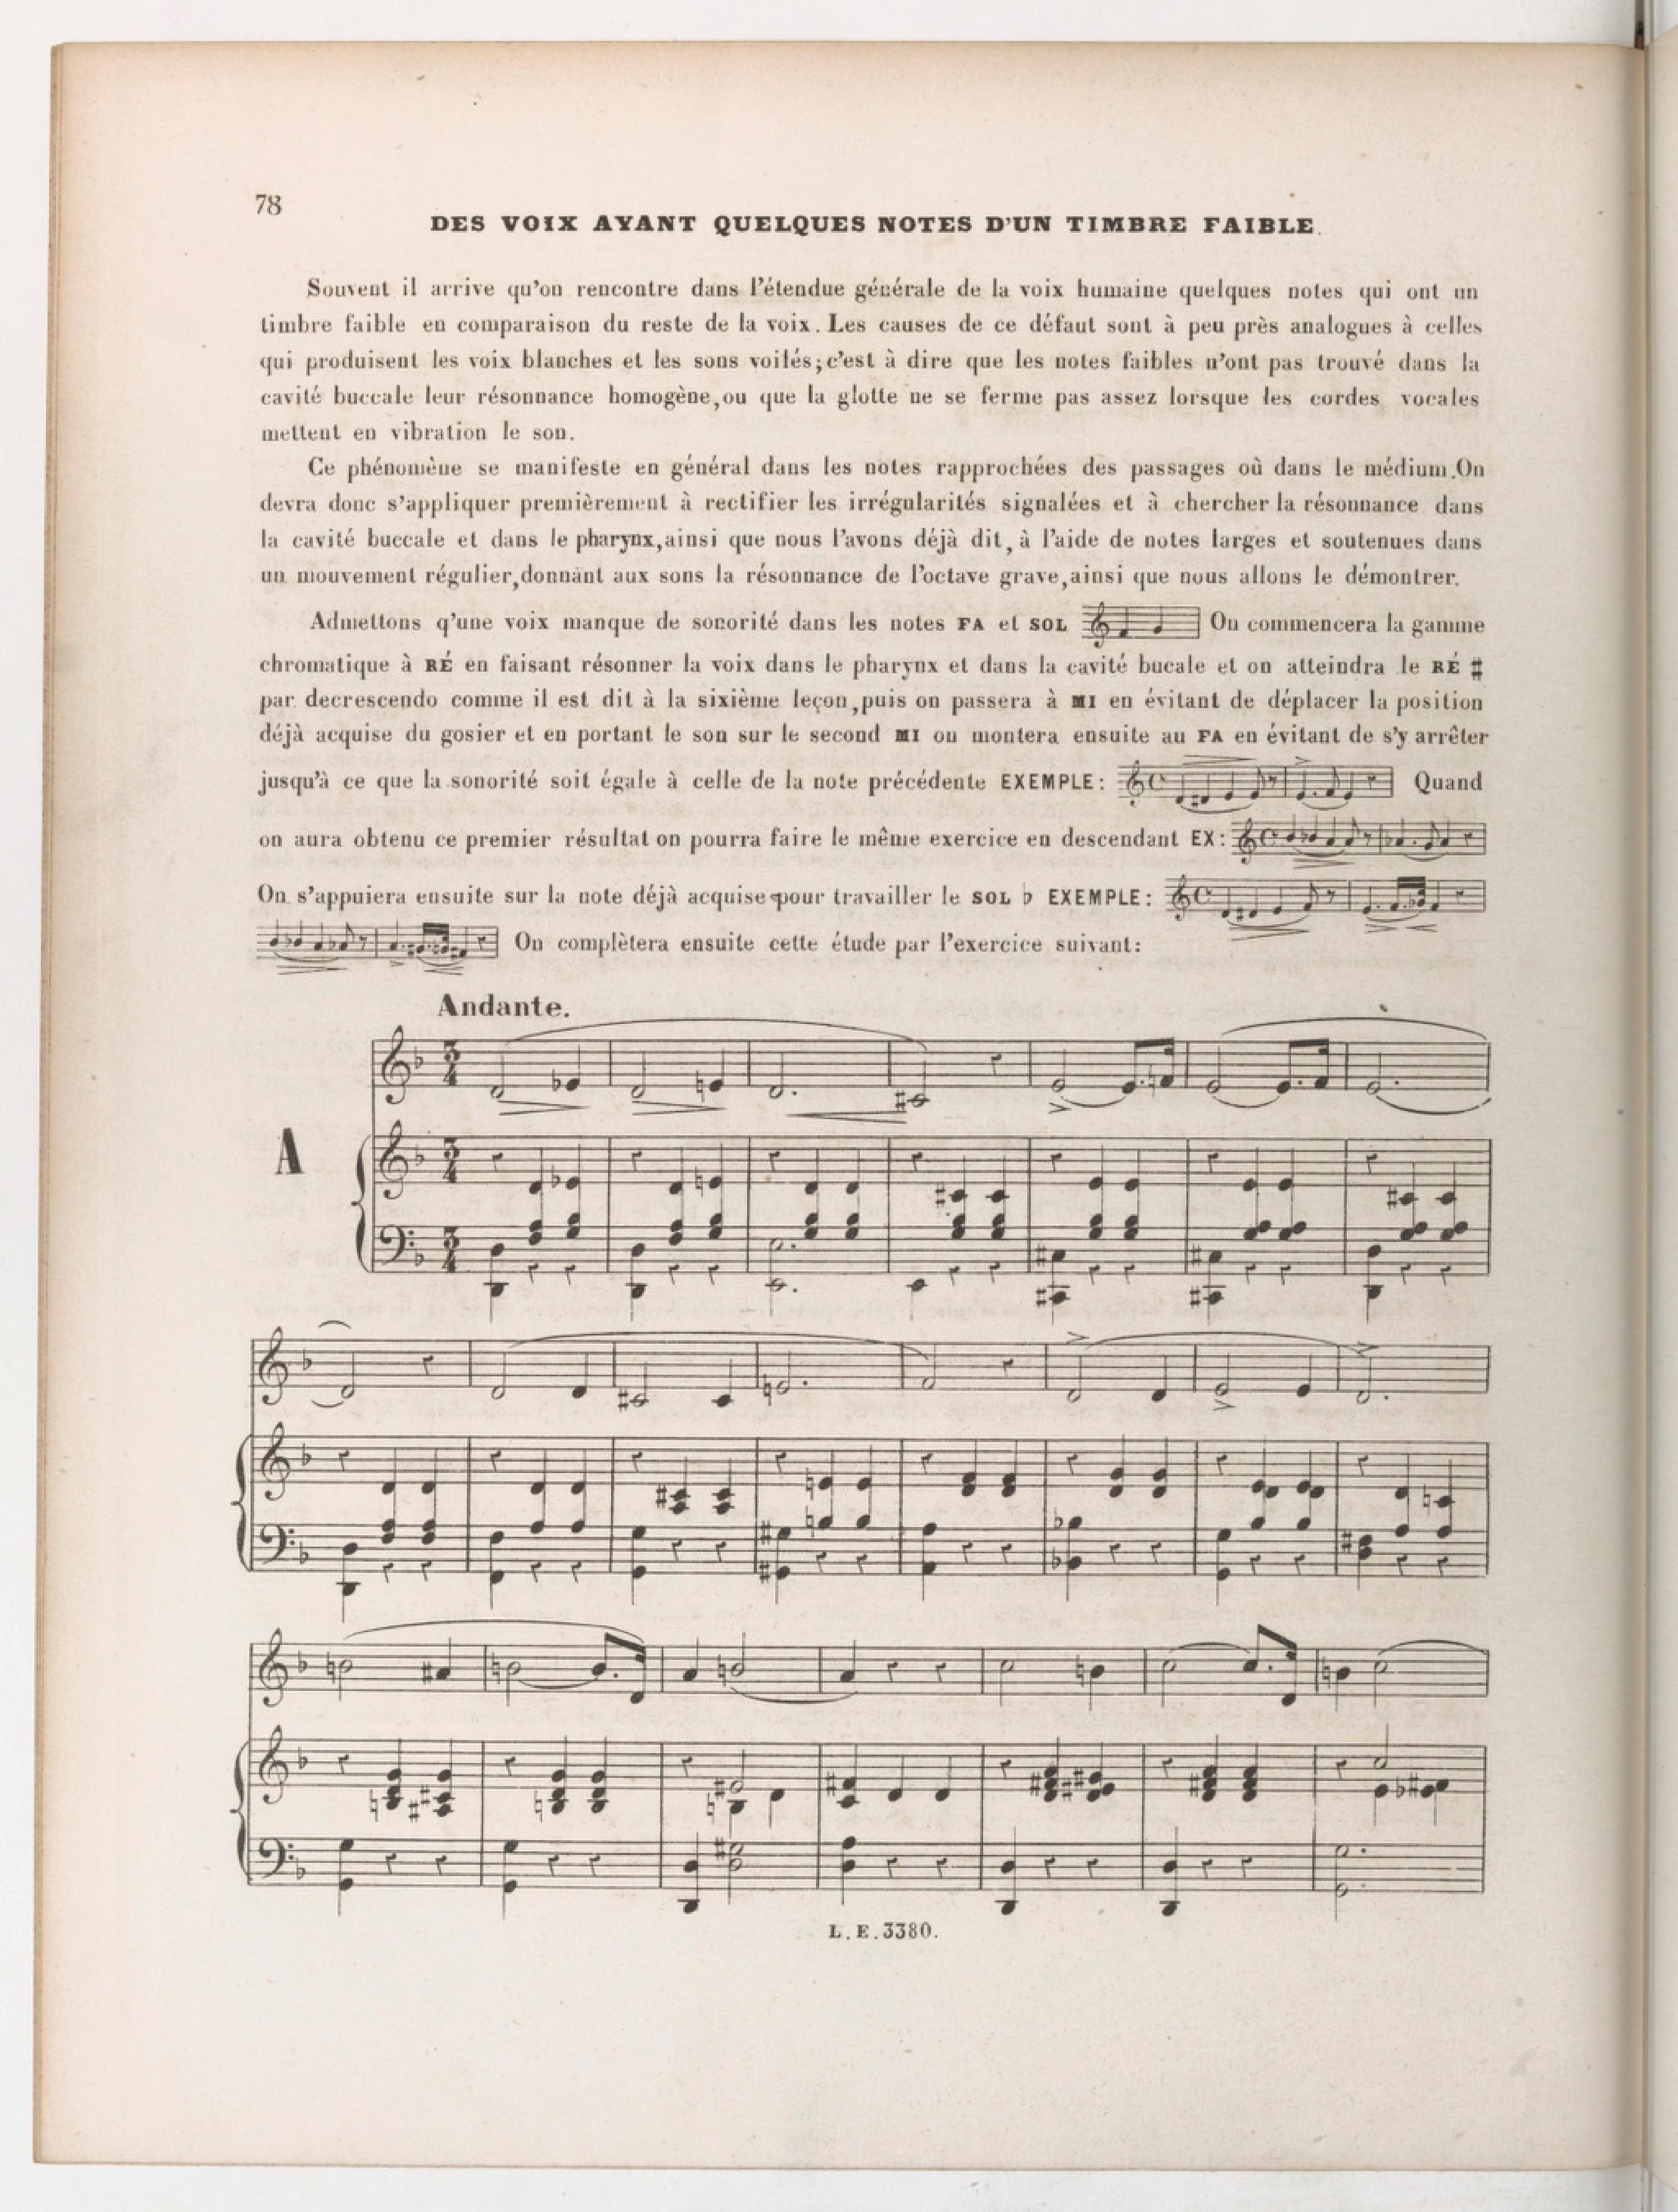 78
DES VOIX AYANT QUELQUES NOTES D'UN TIMBRE FAIBLE.
Souvent il arrive qu'on rencontre dans l'étendue générale de la voix humaine quelques notes qui ont un
timbre faible en comparaison du reste de la voix. Les causes de ce défaut sont à peu près analogues à celles
qui produisent les voix blanches et les sons voilés; c'est à dire que les notes faibles n'ont pas trouvé dans la
cavité buccale leur résonnance homogène, ou que la glotte ne se ferme pas assez lorsque les cordes vocales
mettent en vibration le son.
Ce phénomène se manifeste en général dans les notes rapprochées des passages où dans le médium. On
devra donc s'appliquer premièrement à rectifier les irrégularités signalées et à chercher la résonnance dans
la cavité buccale et dans le pharynx, ainsi que nous l'avons déjà dit, à l'aide de notes larges et soutenues dans
un mouvement régulier, donnant aux sons la résonnance de l'octave grave, ainsi que nous allons le démontrer.
Admettons q'une voix manque de sonorité dans les notes FA et SOL On commencera la gamme
chromatique à RÉ en faisant résonner la voix dans le pharynx et dans la cavité bucale et on atteindra le RÉ ♯
par decrescendo comme il est dit à la sixième leçon, puis on passera à MI en évitant de déplacer la position
déjà acquise du gosier et en portant le son sur le second MI on montera ensuite au FA en évitant de s'y arrêter
jusqu'à ce que la sonorité soit égale à celle de la note précédente EXEMPLE: Quand
on aura obtenu ce premier résultat on pourra faire le même exercice en descendant EX:
On s'appuiera ensuite sur la note déjà acquise pour travailler le SOL ♭ EXEMPLE:
On complètera ensuite cette étude par l'exercice suivant:
Andante.
A
L. E. 3380.